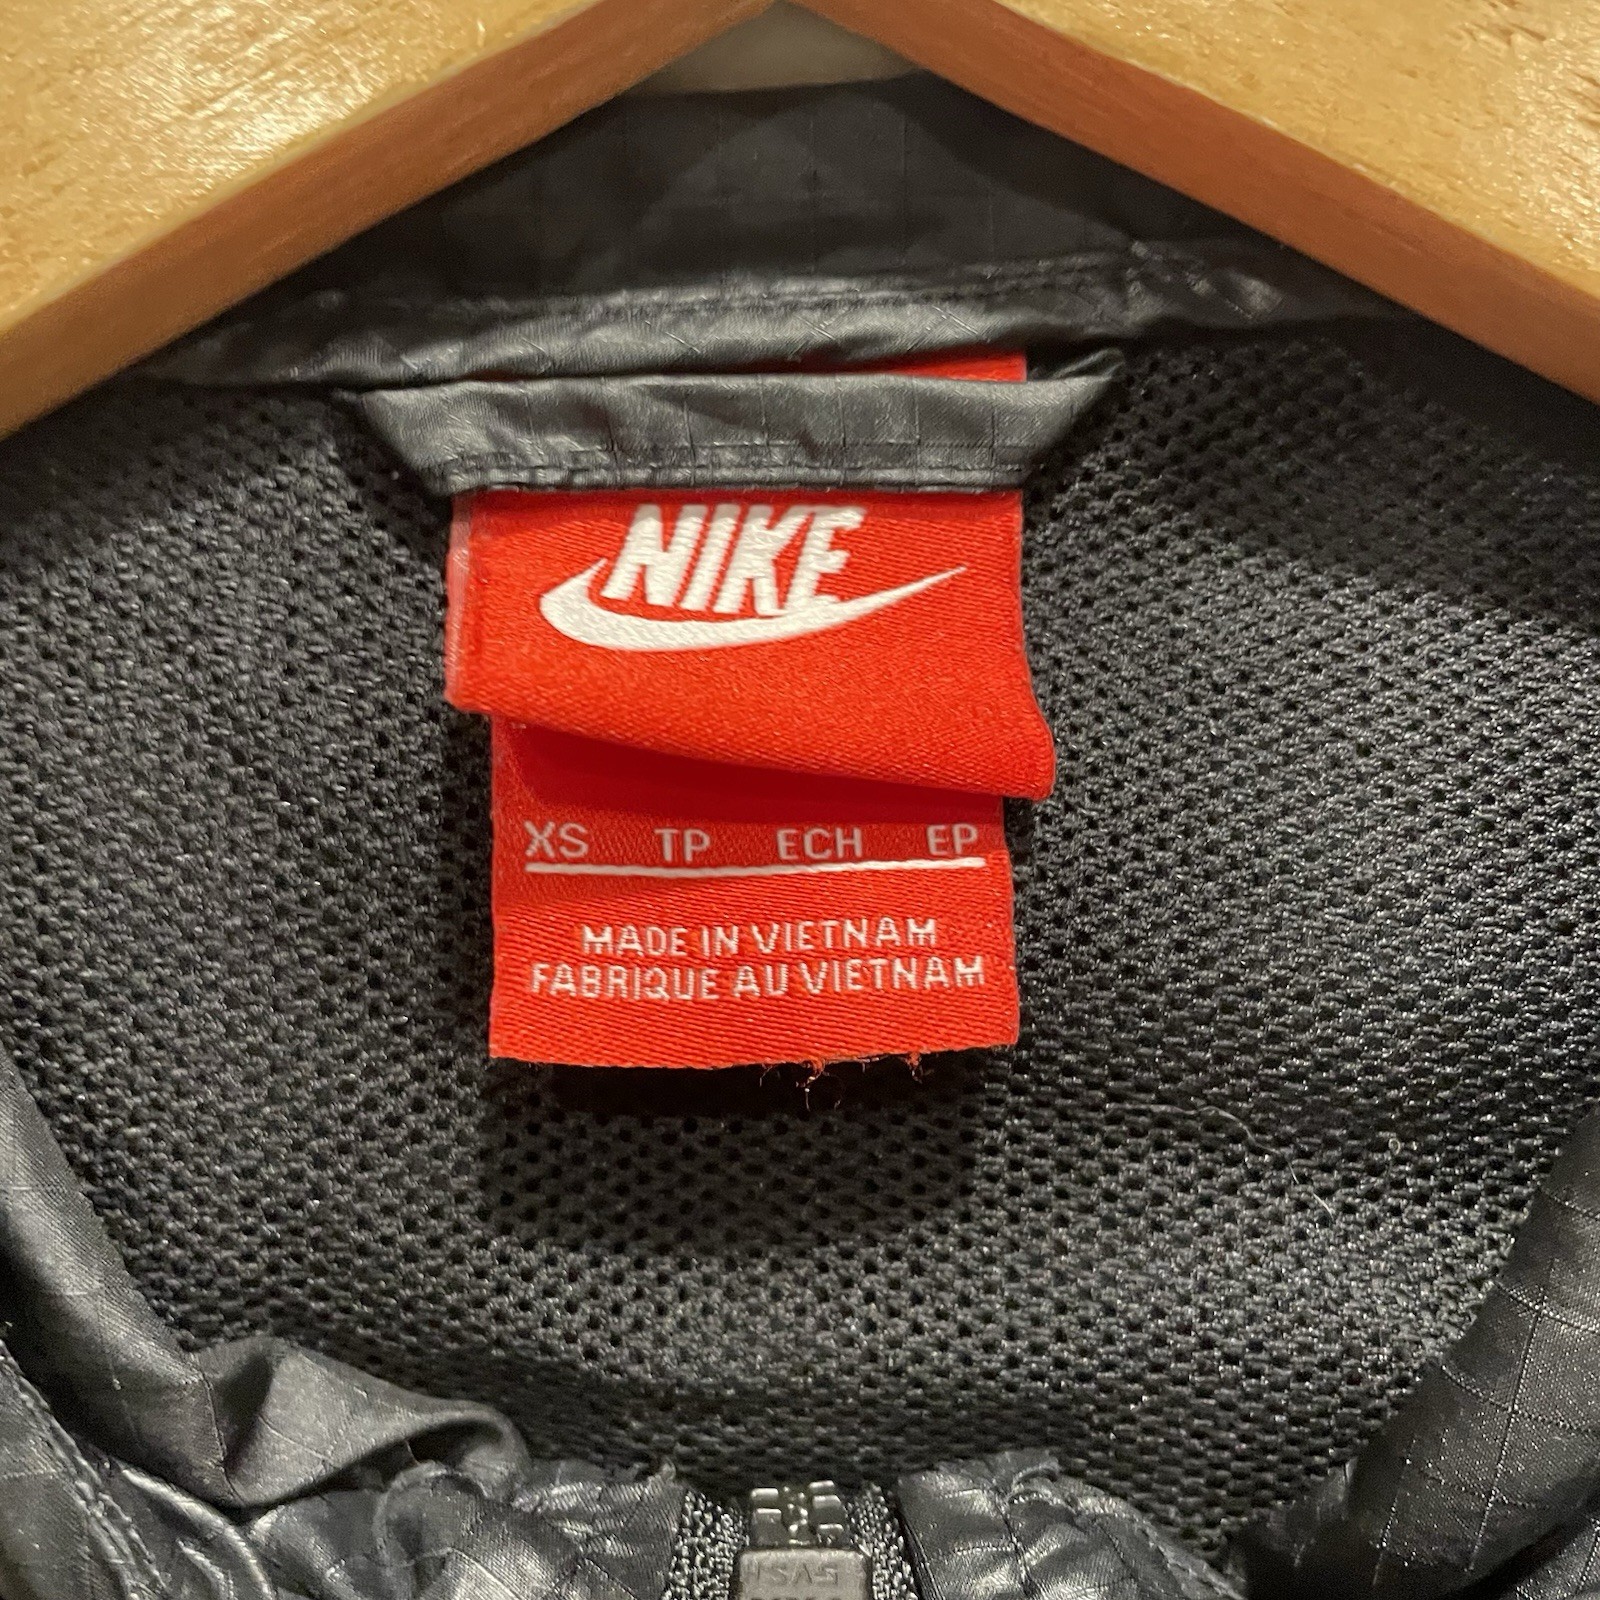 NIKE
XS TP ECH EP
MADE IN VIETNAM
FABRIQUE AU VIETNAM